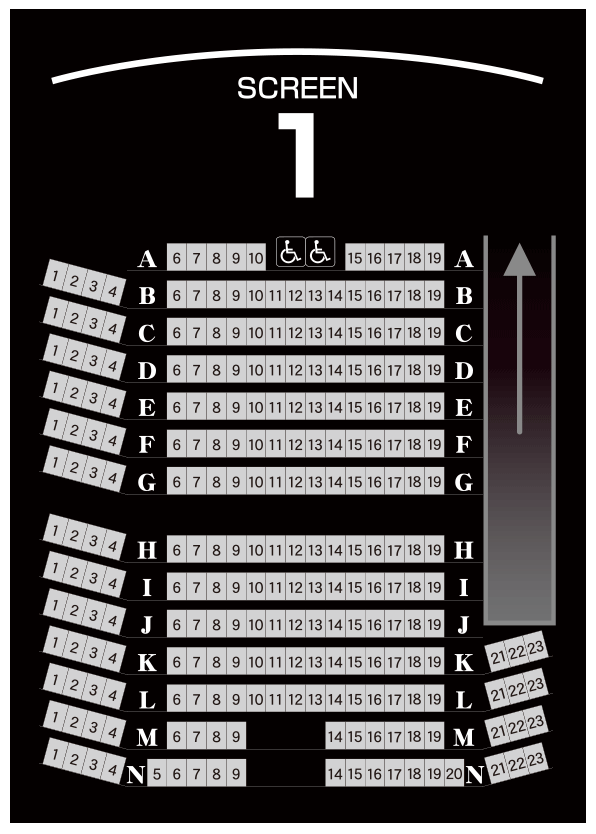 SCREEN
1
A 6 7 8 9 10 15 16 17 18 19 A
1 2 3 4 B 6 7 8 9 10 11 12 13 14 15 16 17 18 19 B
1 2 3 4 C 6 7 8 9 10 11 12 13 14 15 16 17 18 19 C
1 2 3 4 D 6 7 8 9 10 11 12 13 14 15 16 17 18 19 D
1 2 3 4 E 6 7 8 9 10 11 12 13 14 15 16 17 18 19 E
1 2 3 4 F 6 7 8 9 10 11 12 13 14 15 16 17 18 19 F
1 2 3 4 G 6 7 8 9 10 11 12 13 14 15 16 17 18 19 G
1 2 3 4 H 6 7 8 9 10 11 12 13 14 15 16 17 18 19 H
1 2 3 4 I 6 7 8 9 10 11 12 13 14 15 16 17 18 19 I
1 2 3 4 J 6 7 8 9 10 11 12 13 14 15 16 17 18 19 J
1 2 3 4 K 6 7 8 9 10 11 12 13 14 15 16 17 18 19 K 21 22 23
1 2 3 4 L 6 7 8 9 10 11 12 13 14 15 16 17 18 19 L 21 22 23
1 2 3 4 M 6 7 8 9 14 15 16 17 18 19 M 21 22 23
1 2 3 4 N 5 6 7 8 9 14 15 16 17 18 19 20 N 21 22 23